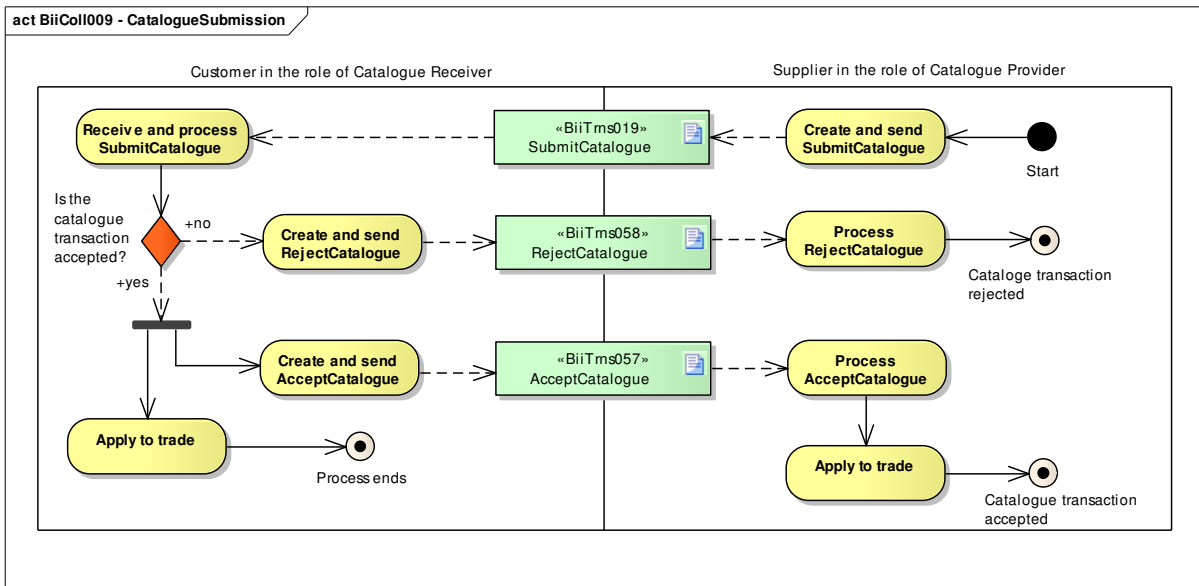 act BiiColl009 - CatalogueSubmission
Customer in the role of Catalogue Receiver
Supplier in the role of Catalogue Provider
Receive and process
SubmitCatalogue
«BiiTrns019»
SubmitCatalogue
Create and send
SubmitCatalogue
Start
Is the
catalogue
transaction
accepted?
+no
+yes
Create and send
RejectCatalogue
«BiiTrns058»
RejectCatalogue
Process
RejectCatalogue
Cataloge transaction
rejected
Create and send
AcceptCatalogue
«BiiTrns057»
AcceptCatalogue
Process
AcceptCatalogue
Apply to trade
Process ends
Apply to trade
Catalogue transaction
accepted